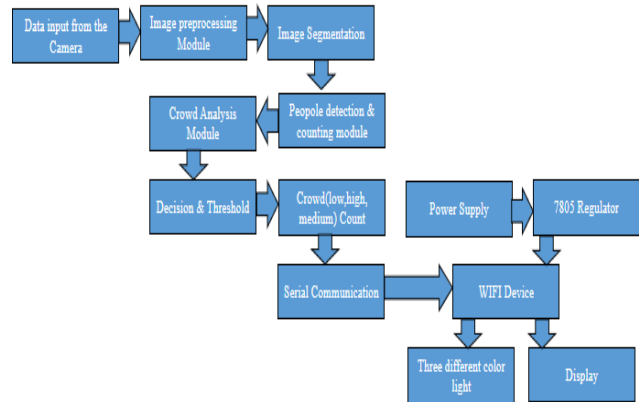 Data input from the
Camera
Image preprocessing
Module
Image Segmentation
Peopole detection &
counting module
Crowd Analysis
Module
Decision & Threshold
Crowd(low,high,
medium) Count
Power Supply
7805 Regulator
Serial Communication
WIFI Device
Three different color
light
Display